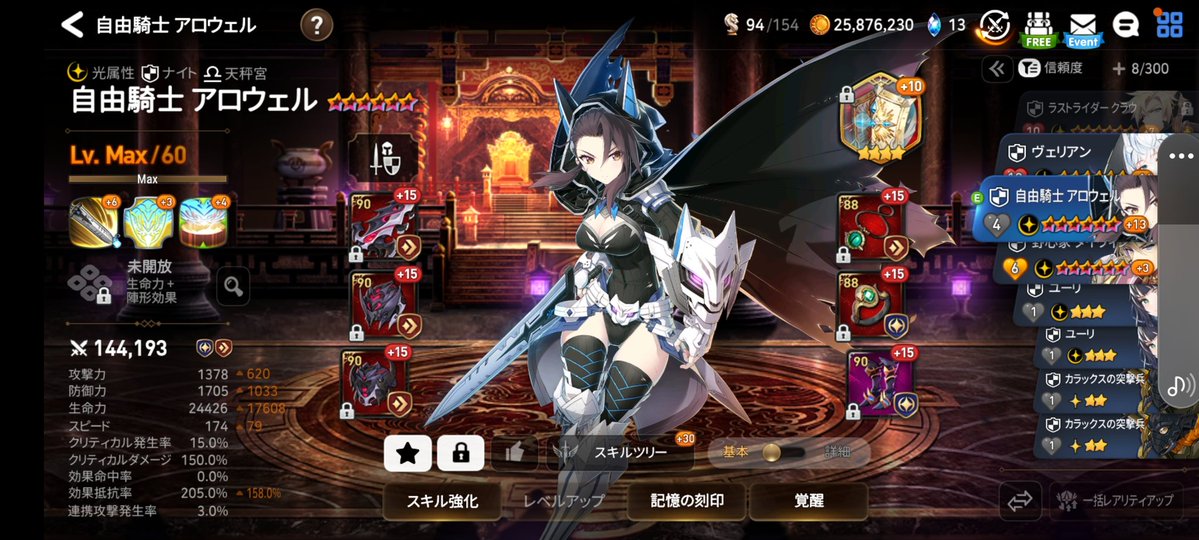 自由騎士 アロウェル
?
94/154
25,876,230
13
FREE
Event
光属性 ナイト 天秤宮
自由騎士 アロウェル
Lv. Max/60
Max
+6 +3 +4
未開放
生命力+
陣形効果
144,193
攻撃力 1378 620
防御力 1705 1033
生命力 24426 17608
スピード 174 79
クリティカル発生率 15.0%
クリティカルダメージ 150.0%
効果命中率 0.0%
効果抵抗率 205.0% 158.0%
連携攻撃発生率 3.0%
90 +15
90 +15
90 +15
+10
88 +15
88 +15
90 +15
+30
スキルツリー
基本 詳細
スキル強化
レベルアップ
記憶の刻印
覚醒
信頼度
+ 8/300
ラストライダー クラウ
10
ヴェリアン
E
自由騎士 アロウェル
4 +13
6 +3
ユーリ
1
ユーリ
1
カラックスの突撃兵
1
カラックスの突撃兵
1
一括レアリティアップ